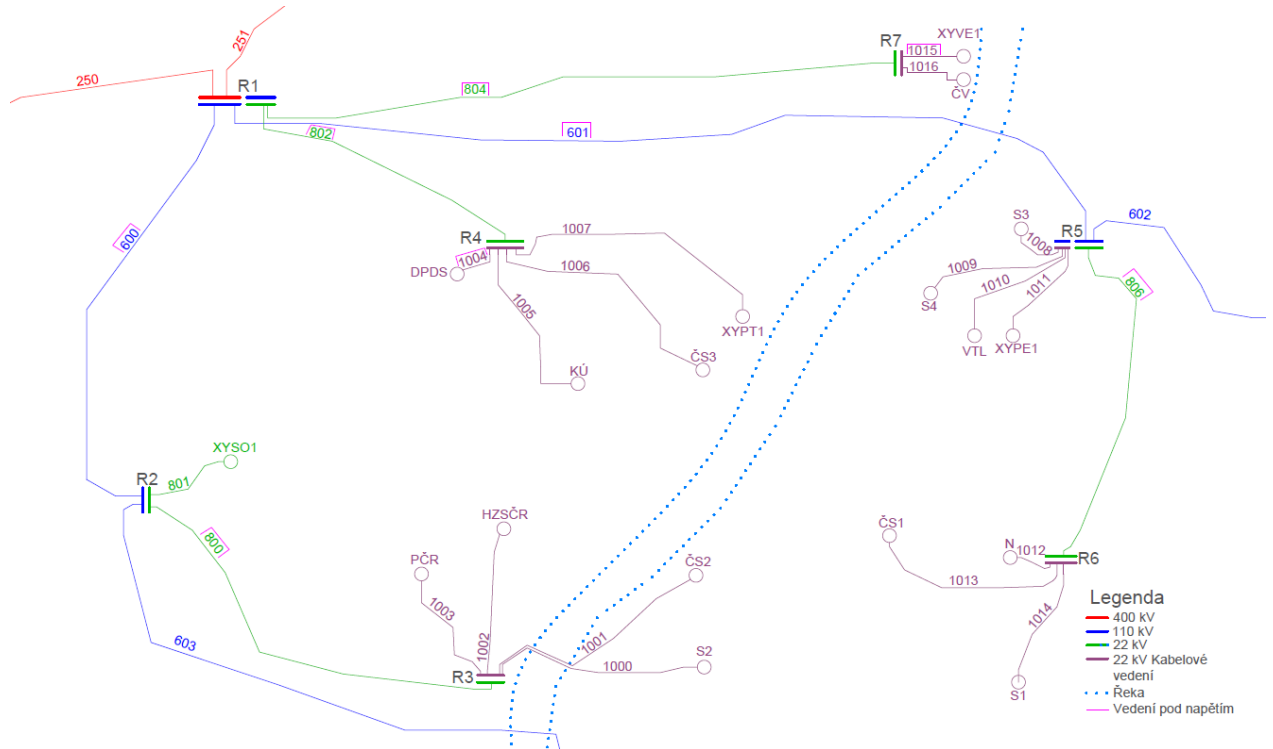 251
250
R1
804
802
601
600
R7
XYVE1
1015
1016
ČV
R4
1007
1004
DPDS
1006
1005
XYPT1
ČS3
KÚ
S3
1008
R5
602
1009
1010
1011
S4
806
VTL
XYPE1
XYSO1
R2
801
800
603
HZSČR
PČR
ČS2
1003
1002
1001
1000
S2
R3
ČS1
N
1012
R6
1013
1014
S1
Legenda
400 kV
110 kV
22 kV
22 kV Kabelové
vedení
Řeka
Vedení pod napětím